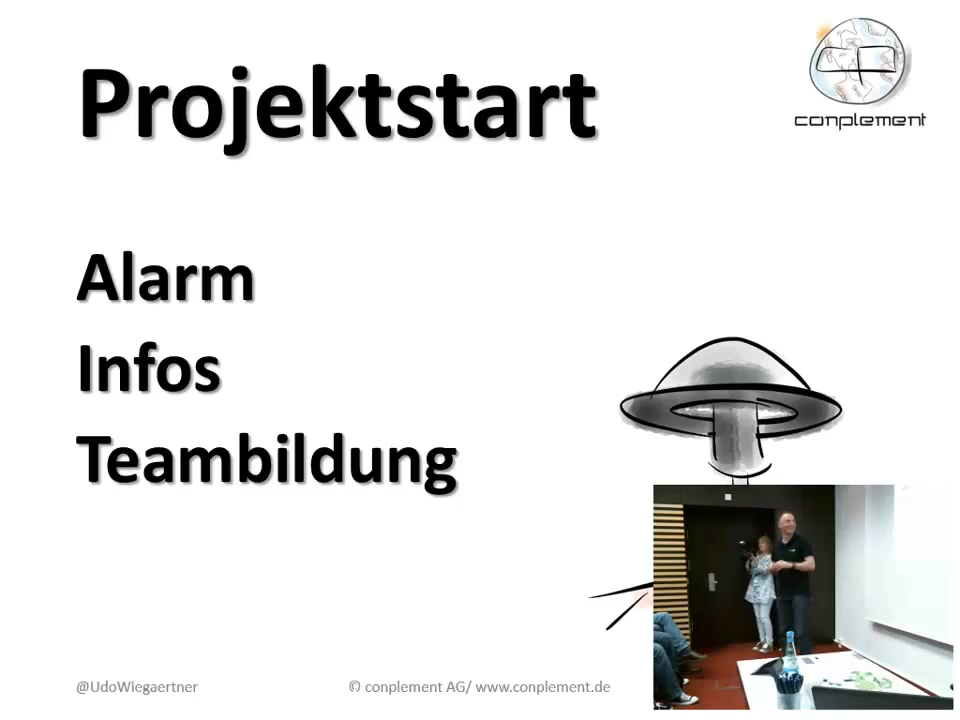 Projektstart
conplement
Alarm
Infos
Teambildung
@UdoWiegaertner
© conplement AG/ www.conplement.de